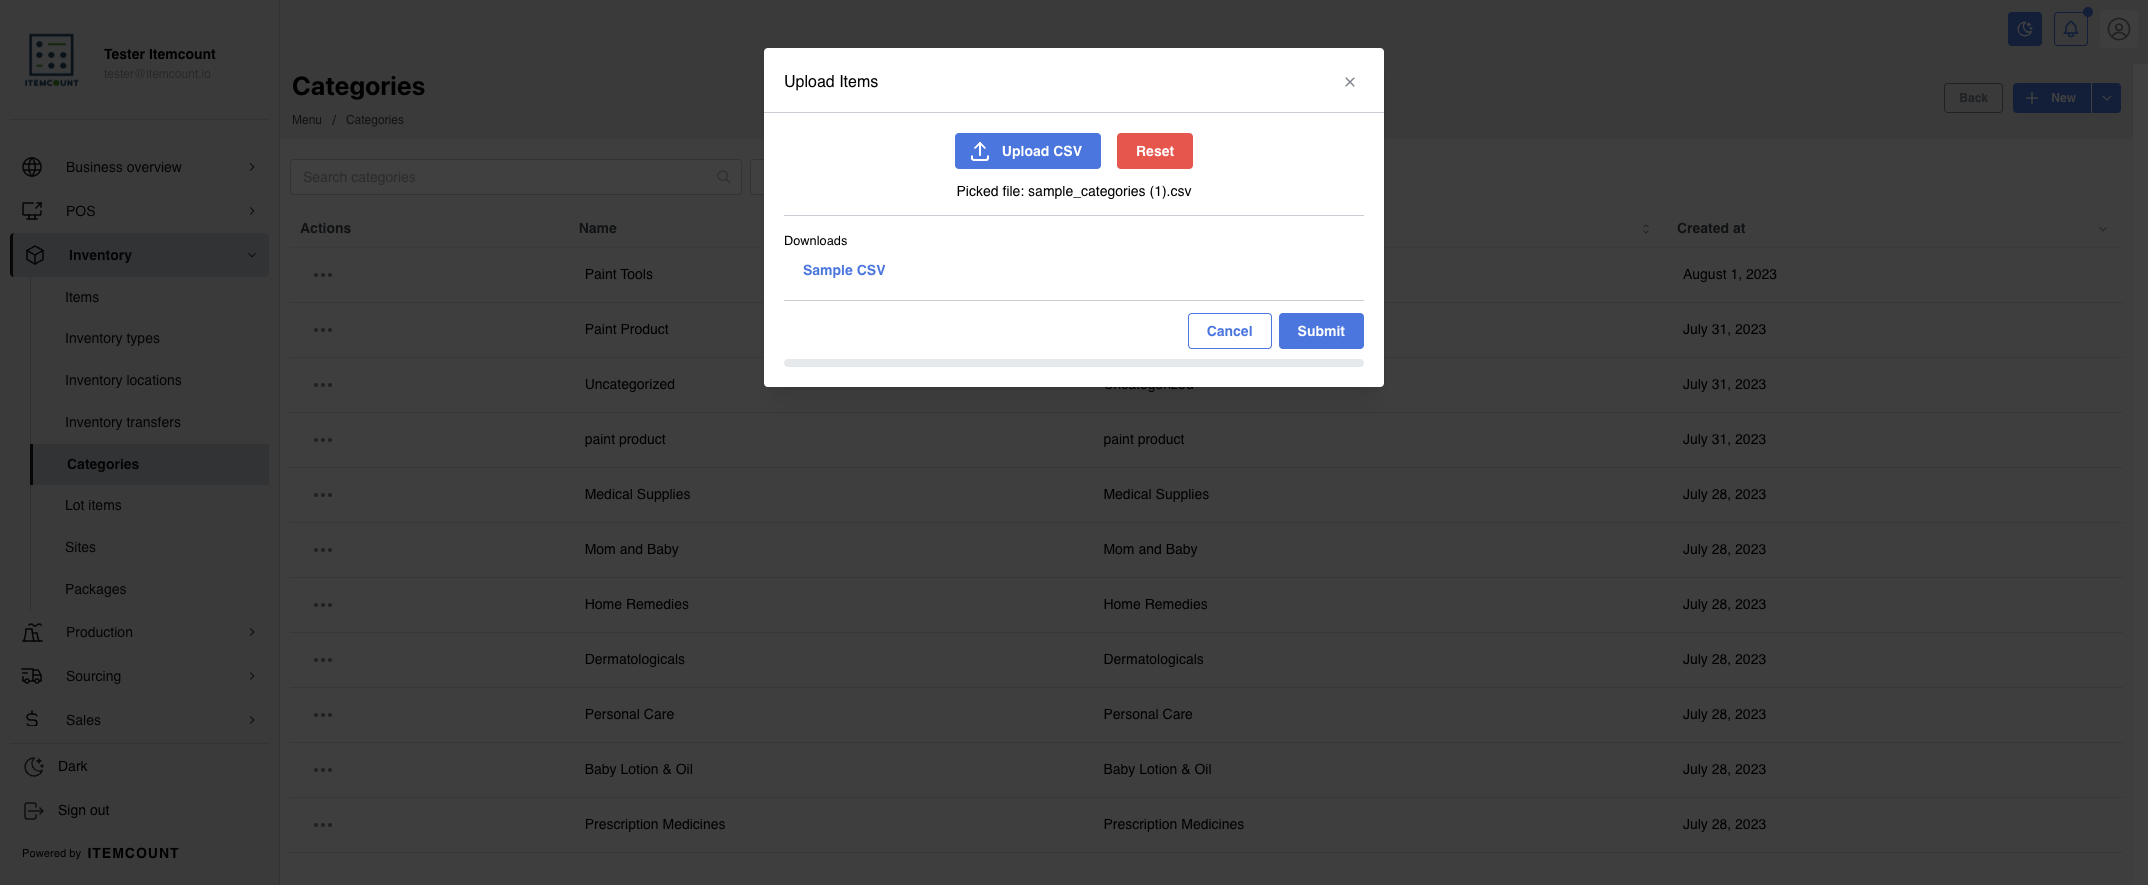 ITEMCOUNT
Tester Itemcount
tester@itemcount.io
Business overview
POS
Inventory
Items
Inventory types
Inventory locations
Inventory transfers
Categories
Lot items
Sites
Packages
Production
Sourcing
Sales
Dark
Sign out
Powered by ITEMCOUNT
Categories
Menu / Categories
Back
New
Search categories
Actions Name Created at
Paint Tools August 1, 2023
Paint Product July 31, 2023
Uncategorized Uncategorized July 31, 2023
paint product paint product July 31, 2023
Medical Supplies Medical Supplies July 28, 2023
Mom and Baby Mom and Baby July 28, 2023
Home Remedies Home Remedies July 28, 2023
Dermatologicals Dermatologicals July 28, 2023
Personal Care Personal Care July 28, 2023
Baby Lotion & Oil Baby Lotion & Oil July 28, 2023
Prescription Medicines Prescription Medicines July 28, 2023
Upload Items
Upload CSV
Reset
Picked file: sample_categories (1).csv
Downloads
Sample CSV
Cancel
Submit